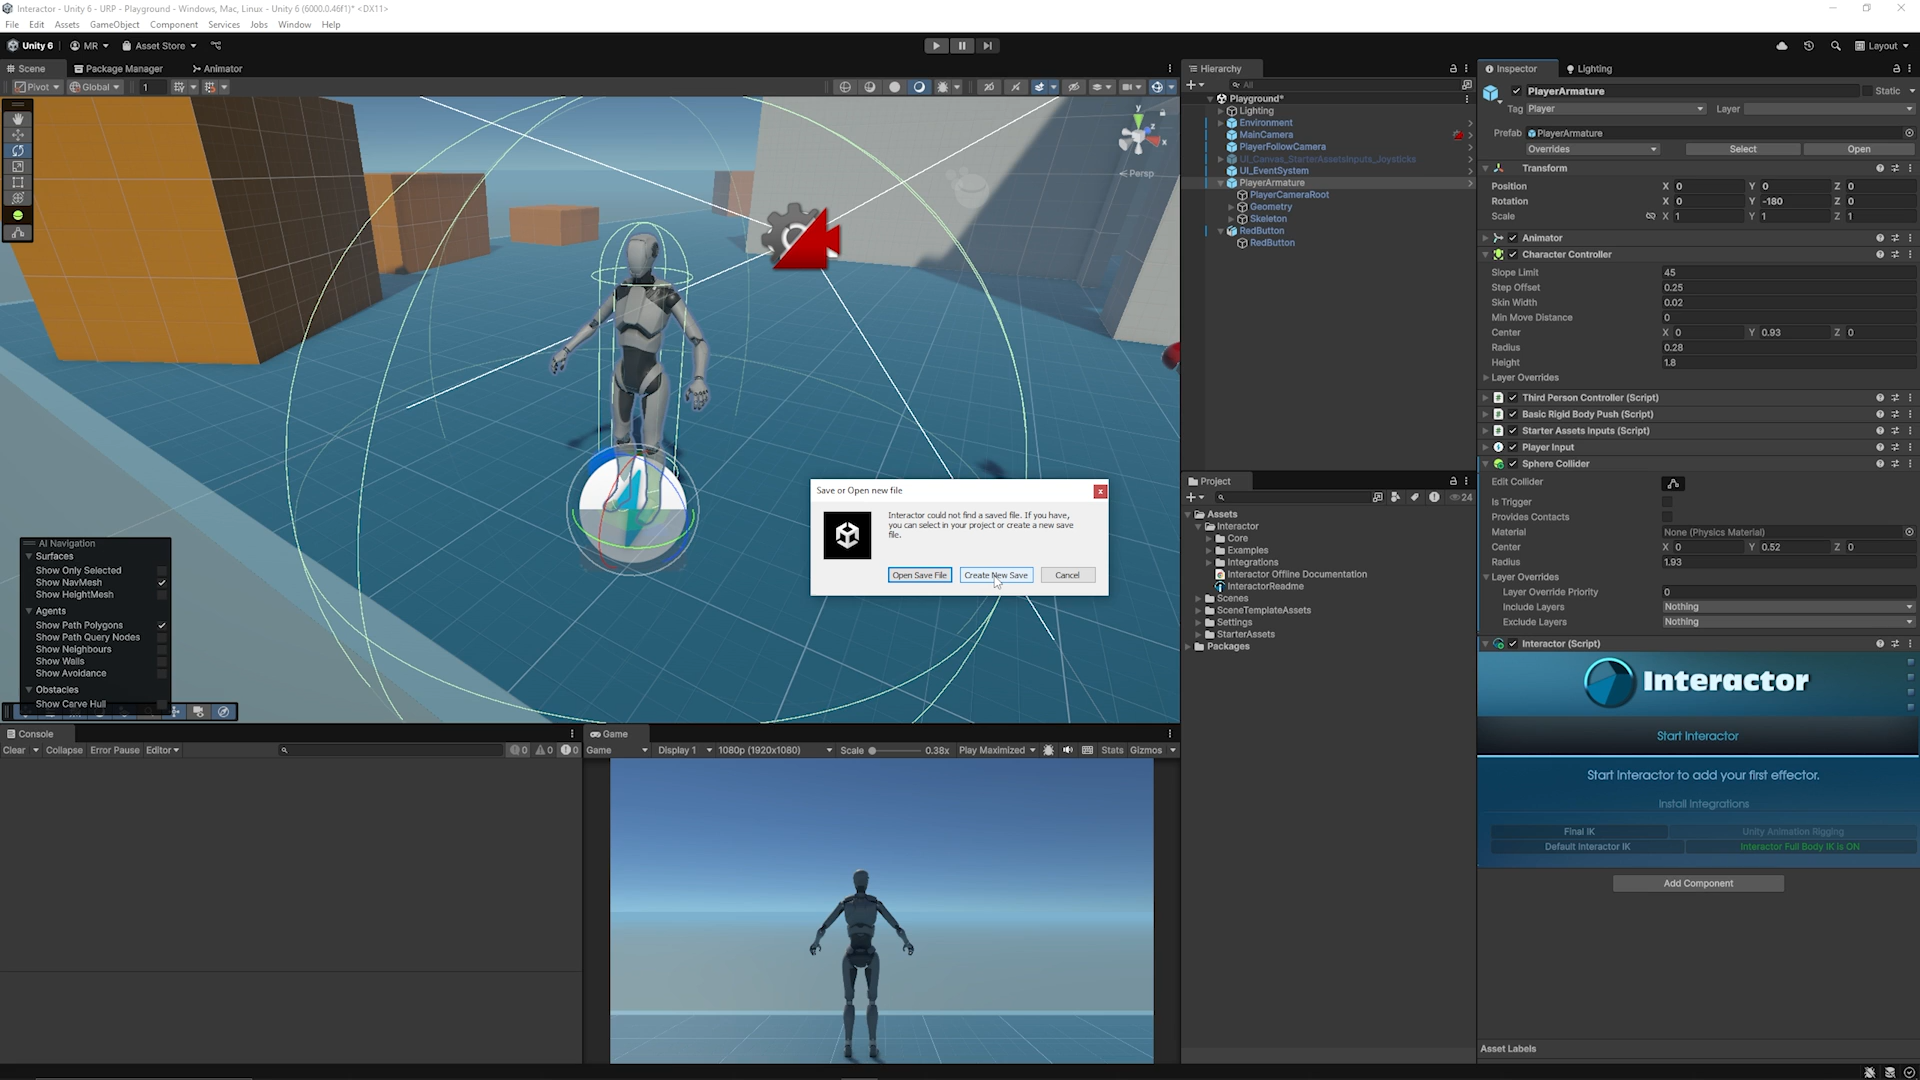 Interactor - Unity 6 - URP - Playground - Windows, Mac, Linux - Unity 6 (6000.0.46f1)* <DX11>
File Edit Assets GameObject Component Services Jobs Window Help
Unity 6 MR Asset Store Layout
Scene Package Manager Animator
Pivot Global 1 2D
y
z
x
Persp
AI Navigation
Surfaces
Show Only Selected
Show NavMesh
Show HeightMesh
Agents
Show Path Polygons
Show Path Query Nodes
Show Neighbours
Show Walls
Show Avoidance
Obstacles
Show Carve Hull
Save or Open new file
Interactor could not find a saved file. If you have,
you can select in your project or create a new save
file.
Open Save File Create New Save Cancel
Console
Clear Collapse Error Pause Editor 0 0 0
Game
Game Display 1 1080p (1920x1080) Scale 0.38x Play Maximized Stats Gizmos
Hierarchy
All
Playground*
Lighting
Environment
MainCamera
PlayerFollowCamera
UI_Canvas_StarterAssetsInputs_Joysticks
UI_EventSystem
PlayerArmature
PlayerCameraRoot
Geometry
Skeleton
RedButton
RedButton
Project
24
Assets
Interactor
Core
Examples
Integrations
Interactor Offline Documentation
InteractorReadme
Scenes
SceneTemplateAssets
Settings
StarterAssets
Packages
Inspector Lighting
PlayerArmature Static
Tag Player Layer
Prefab PlayerArmature
Overrides Select Open
Transform
Position X 0 Y 0 Z 0
Rotation X 0 Y -180 Z 0
Scale X 1 Y 1 Z 1
Animator
Character Controller
Slope Limit 45
Step Offset 0.25
Skin Width 0.02
Min Move Distance 0
Center X 0 Y 0.93 Z 0
Radius 0.28
Height 1.8
Layer Overrides
Third Person Controller (Script)
Basic Rigid Body Push (Script)
Starter Assets Inputs (Script)
Player Input
Sphere Collider
Edit Collider
Is Trigger
Provides Contacts
Material None (Physics Material)
Center X 0 Y 0.52 Z 0
Radius 1.93
Layer Overrides
Layer Override Priority 0
Include Layers Nothing
Exclude Layers Nothing
Interactor (Script)
Interactor
Start Interactor
Start Interactor to add your first effector.
Install Integrations
Final IK Unity Animation Rigging
Default Interactor IK Interactor Full Body IK Is ON
Add Component
Asset Labels